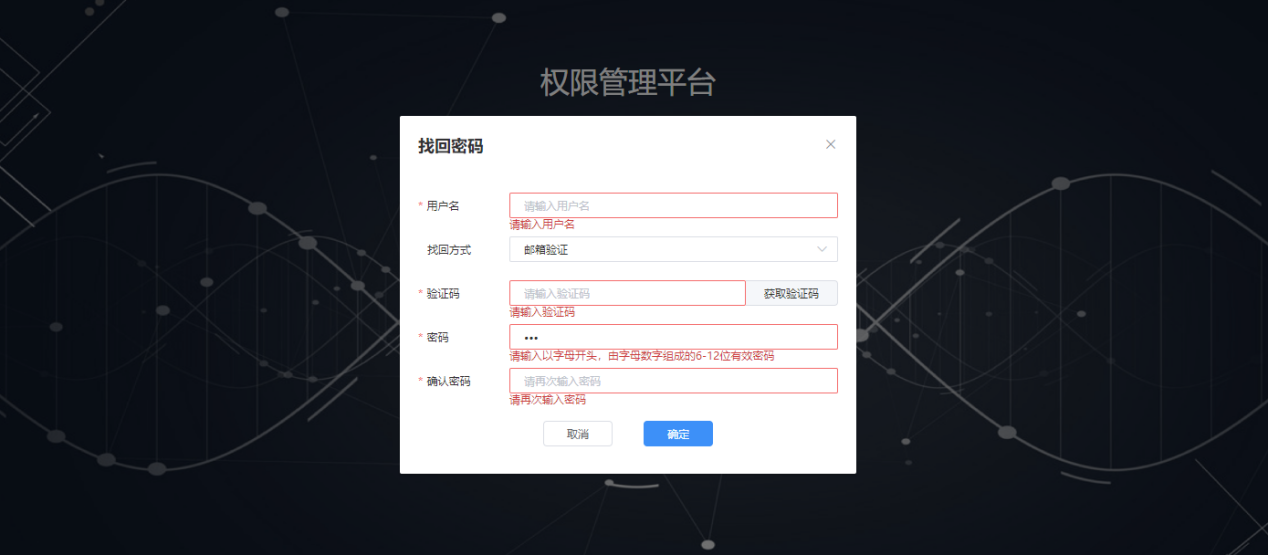 权限管理平台
找回密码
* 用户名 请输入用户名
请输入用户名
找回方式 邮箱验证
* 验证码 请输入验证码 获取验证码
请输入验证码
* 密码 •••
请输入以字母开头，由字母数字组成的6-12位有效密码
* 确认密码 请再次输入密码
请再次输入密码
取消 确定